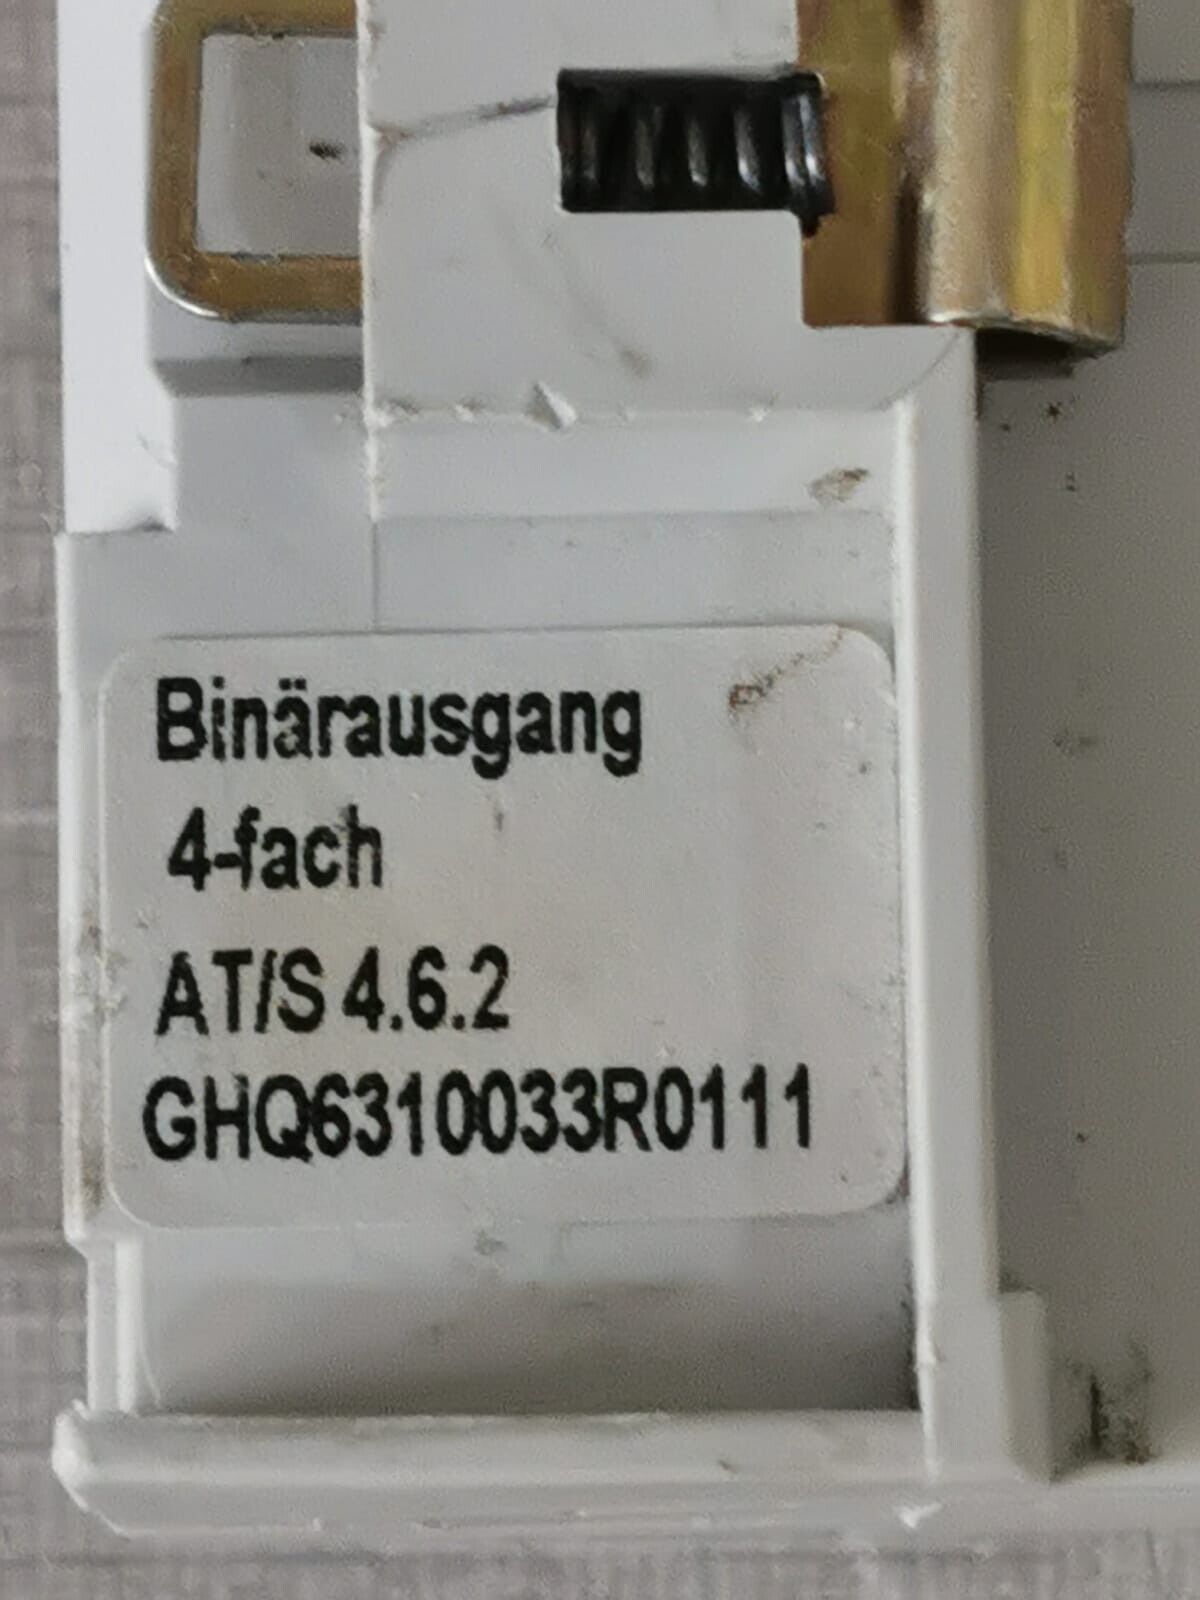 Binärausgang
4-fach
AT/S 4.6.2
GHQ6310033R0111